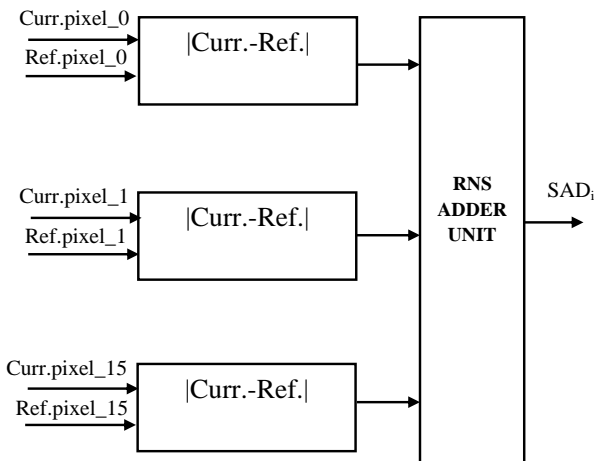 Curr.pixel_0
Ref.pixel_0
|Curr.-Ref.|
Curr.pixel_1
Ref.pixel_1
|Curr.-Ref.|
RNS
ADDER
UNIT
SADi
Curr.pixel_15
Ref.pixel_15
|Curr.-Ref.|